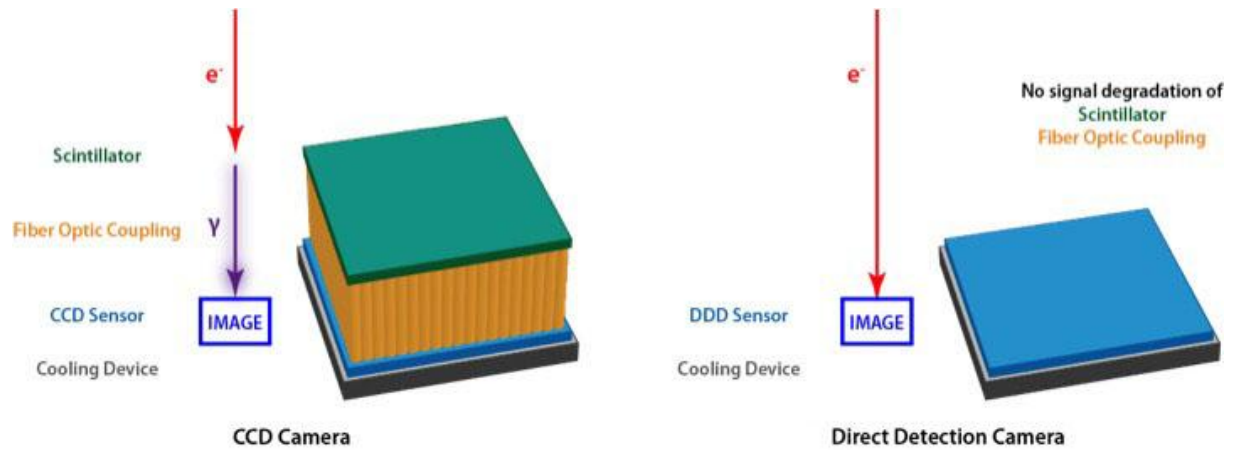 e-
Scintillator
Fiber Optic Coupling
γ
CCD Sensor
IMAGE
Cooling Device
CCD Camera
e-
No signal degradation of
Scintillator
Fiber Optic Coupling
DDD Sensor
IMAGE
Cooling Device
Direct Detection Camera